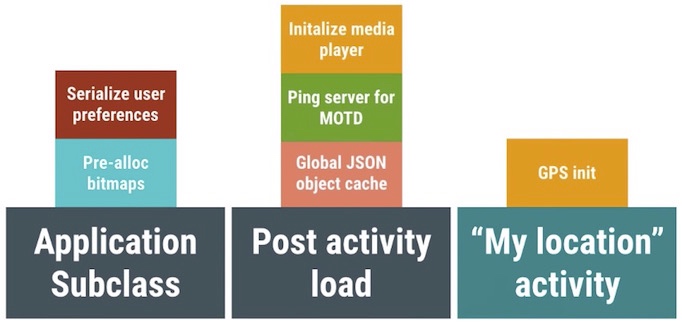 Initalize media
player
Serialize user
preferences
Ping server for
MOTD
Pre-alloc
bitmaps
Global JSON
object cache
GPS init
Application
Subclass
Post activity
load
“My location”
activity